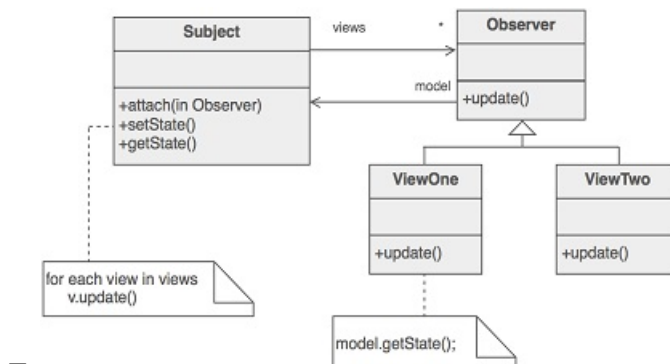 Subject
views
*
Observer
+attach(in Observer)
+setState()
+getState()
model
+update()
ViewOne
ViewTwo
+update()
+update()
for each view in views
v.update()
model.getState();